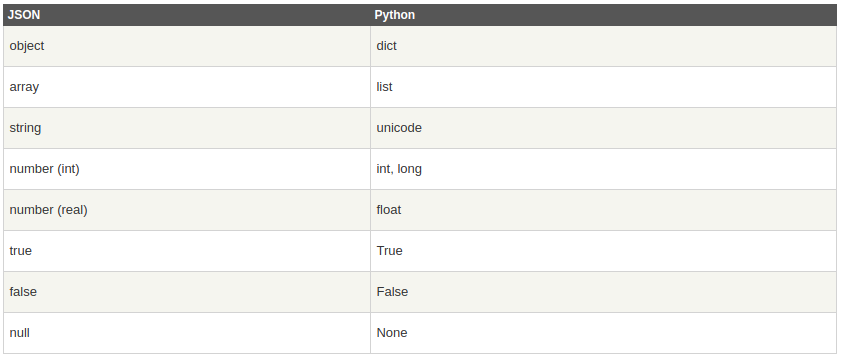 JSON Python
object dict
array list
string unicode
number (int) int, long
number (real) float
true True
false False
null None